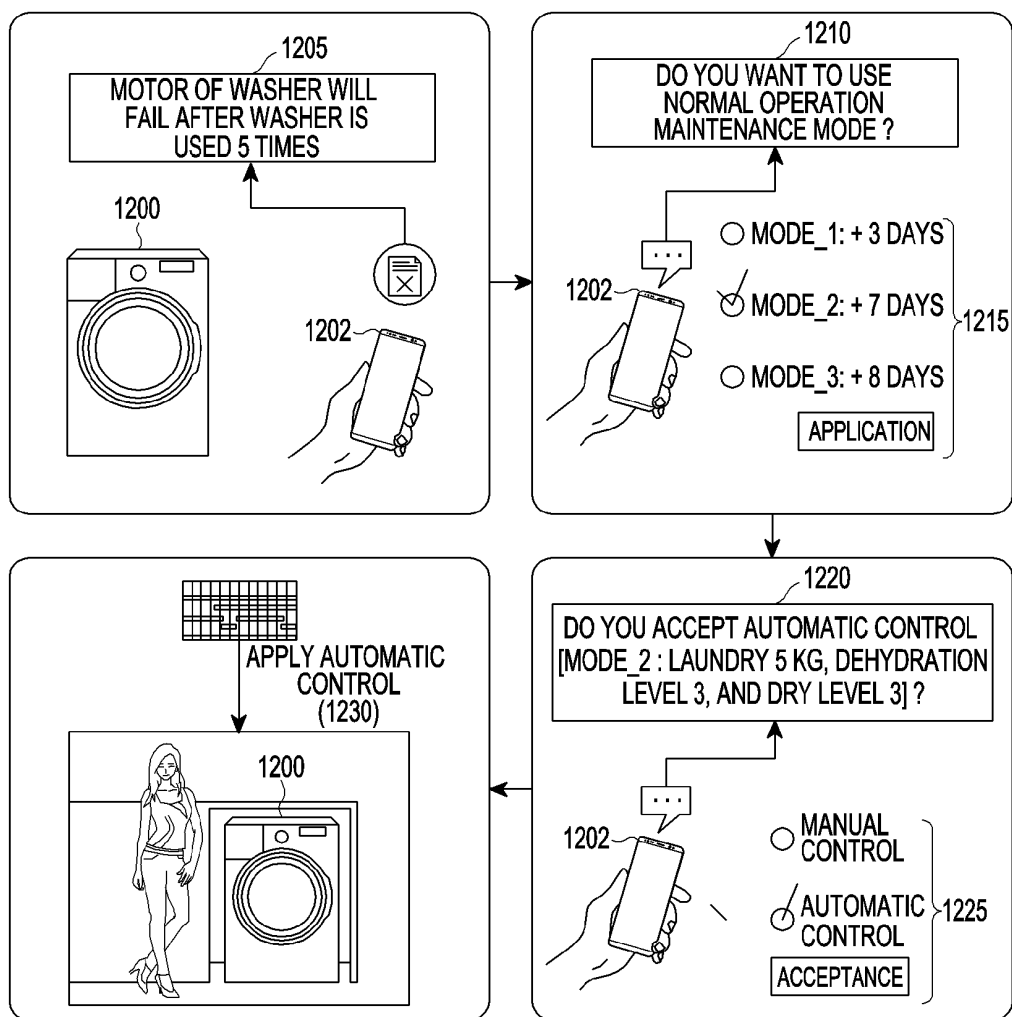 1205
MOTOR OF WASHER WILL
FAIL AFTER WASHER IS
USED 5 TIMES
1200
1202
1210
DO YOU WANT TO USE
NORMAL OPERATION
MAINTENANCE MODE ?
MODE_1: + 3 DAYS
1202
MODE_2: + 7 DAYS
1215
MODE_3: + 8 DAYS
APPLICATION
1220
DO YOU ACCEPT AUTOMATIC CONTROL
[MODE_2 : LAUNDRY 5 KG, DEHYDRATION
LEVEL 3, AND DRY LEVEL 3] ?
1202
MANUAL
CONTROL
AUTOMATIC
CONTROL
1225
ACCEPTANCE
APPLY AUTOMATIC
CONTROL
(1230)
1200